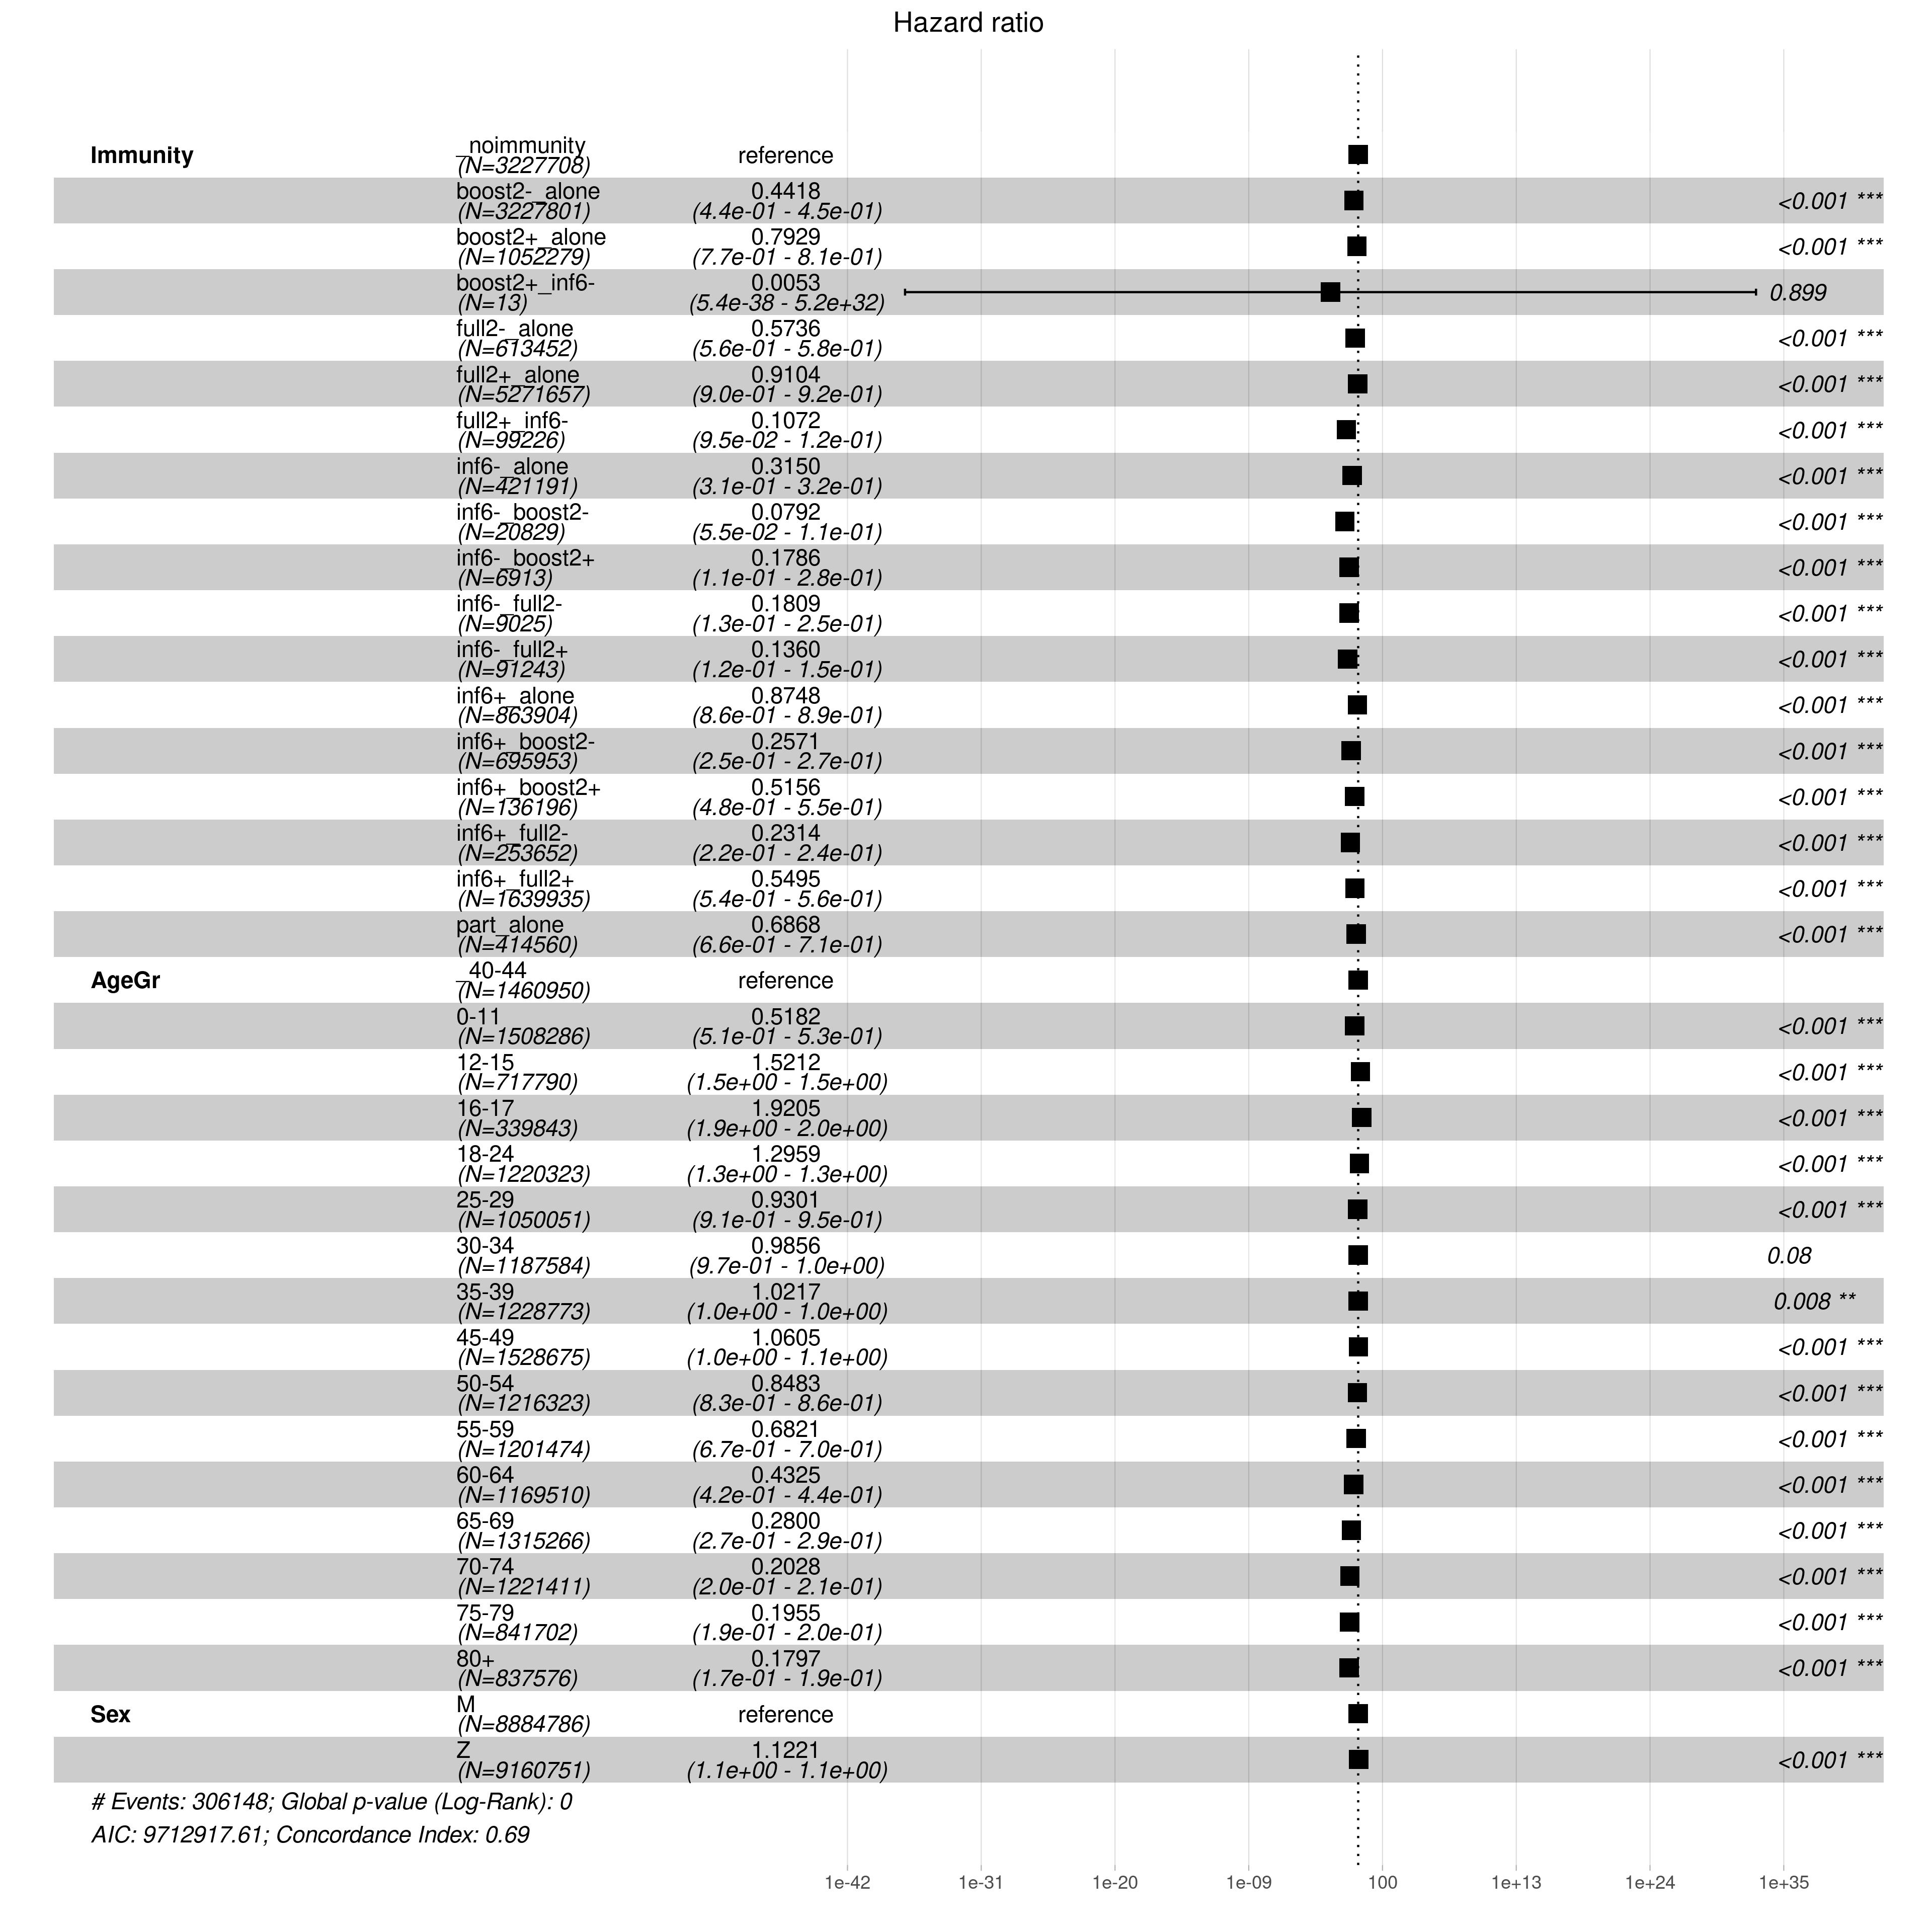 Hazard ratio
Immunity
_noimmunity
(N=3227708)
reference
boost2-_alone
(N=3227801)
0.4418
(4.4e-01 - 4.5e-01)
<0.001 ***
boost2+_alone
(N=1052279)
0.7929
(7.7e-01 - 8.1e-01)
<0.001 ***
boost2+_inf6-
(N=13)
0.0053
(5.4e-38 - 5.2e+32)
0.899
full2-_alone
(N=613452)
0.5736
(5.6e-01 - 5.8e-01)
<0.001 ***
full2+_alone
(N=5271657)
0.9104
(9.0e-01 - 9.2e-01)
<0.001 ***
full2+_inf6-
(N=99226)
0.1072
(9.5e-02 - 1.2e-01)
<0.001 ***
inf6-_alone
(N=421191)
0.3150
(3.1e-01 - 3.2e-01)
<0.001 ***
inf6-_boost2-
(N=20829)
0.0792
(5.5e-02 - 1.1e-01)
<0.001 ***
inf6-_boost2+
(N=6913)
0.1786
(1.1e-01 - 2.8e-01)
<0.001 ***
inf6-_full2-
(N=9025)
0.1809
(1.3e-01 - 2.5e-01)
<0.001 ***
inf6-_full2+
(N=91243)
0.1360
(1.2e-01 - 1.5e-01)
<0.001 ***
inf6+_alone
(N=863904)
0.8748
(8.6e-01 - 8.9e-01)
<0.001 ***
inf6+_boost2-
(N=695953)
0.2571
(2.5e-01 - 2.7e-01)
<0.001 ***
inf6+_boost2+
(N=136196)
0.5156
(4.8e-01 - 5.5e-01)
<0.001 ***
inf6+_full2-
(N=253652)
0.2314
(2.2e-01 - 2.4e-01)
<0.001 ***
inf6+_full2+
(N=1639935)
0.5495
(5.4e-01 - 5.6e-01)
<0.001 ***
part_alone
(N=414560)
0.6868
(6.6e-01 - 7.1e-01)
<0.001 ***
AgeGr
_40-44
(N=1460950)
reference
0-11
(N=1508286)
0.5182
(5.1e-01 - 5.3e-01)
<0.001 ***
12-15
(N=717790)
1.5212
(1.5e+00 - 1.5e+00)
<0.001 ***
16-17
(N=339843)
1.9205
(1.9e+00 - 2.0e+00)
<0.001 ***
18-24
(N=1220323)
1.2959
(1.3e+00 - 1.3e+00)
<0.001 ***
25-29
(N=1050051)
0.9301
(9.1e-01 - 9.5e-01)
<0.001 ***
30-34
(N=1187584)
0.9856
(9.7e-01 - 1.0e+00)
0.08
35-39
(N=1228773)
1.0217
(1.0e+00 - 1.0e+00)
0.008 **
45-49
(N=1528675)
1.0605
(1.0e+00 - 1.1e+00)
<0.001 ***
50-54
(N=1216323)
0.8483
(8.3e-01 - 8.6e-01)
<0.001 ***
55-59
(N=1201474)
0.6821
(6.7e-01 - 7.0e-01)
<0.001 ***
60-64
(N=1169510)
0.4325
(4.2e-01 - 4.4e-01)
<0.001 ***
65-69
(N=1315266)
0.2800
(2.7e-01 - 2.9e-01)
<0.001 ***
70-74
(N=1221411)
0.2028
(2.0e-01 - 2.1e-01)
<0.001 ***
75-79
(N=841702)
0.1955
(1.9e-01 - 2.0e-01)
<0.001 ***
80+
(N=837576)
0.1797
(1.7e-01 - 1.9e-01)
<0.001 ***
Sex
M
(N=8884786)
reference
Z
(N=9160751)
1.1221
(1.1e+00 - 1.1e+00)
<0.001 ***
# Events: 306148; Global p-value (Log-Rank): 0
AIC: 9712917.61; Concordance Index: 0.69
1e-42 1e-31 1e-20 1e-09 100 1e+13 1e+24 1e+35